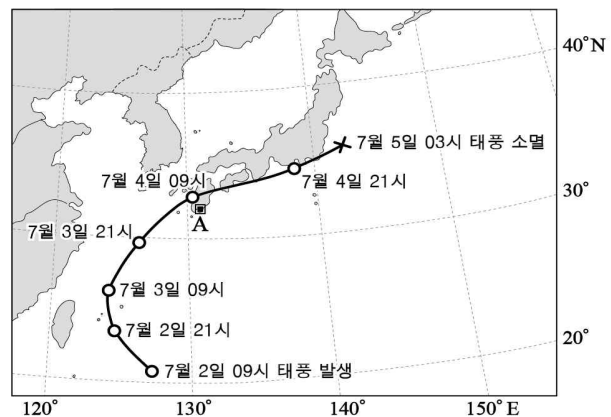 40°N
7월 5일 03시 태풍 소멸
7월 4일 09시
7월 4일 21시
30°
A
7월 3일 21시
7월 3일 09시
7월 2일 21시
20°
7월 2일 09시 태풍 발생
120°
130°
140°
150°E